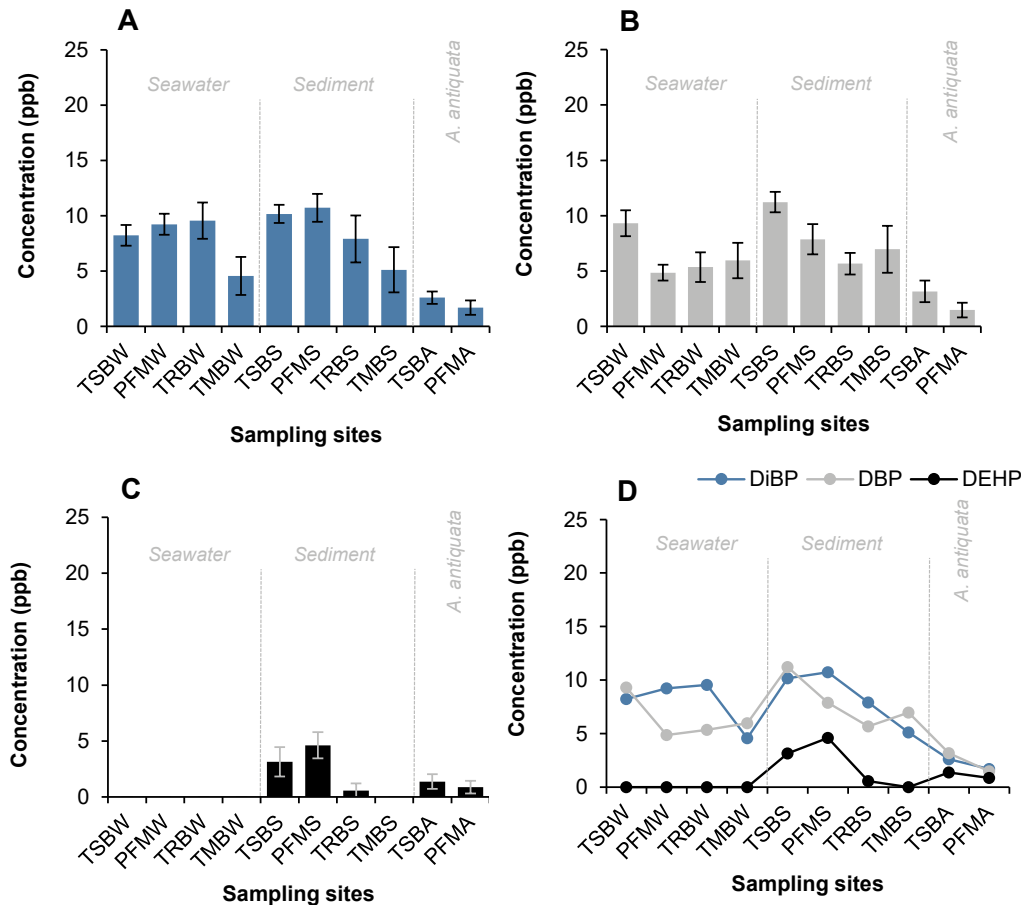 A
Concentration (ppb)
25
20
15
10
5
0
Seawater
Sediment
A. antiquata
TSBW
PFMW
TRBW
TMBW
TSBS
PFMS
TRBS
TMBS
TSBA
PFMA
Sampling sites
B
Concentration (ppb)
25
20
15
10
5
0
Seawater
Sediment
A. antiquata
TSBW
PFMW
TRBW
TMBW
TSBS
PFMS
TRBS
TMBS
TSBA
PFMA
Sampling sites
C
Concentration (ppb)
25
20
15
10
5
0
Seawater
Sediment
A. antiquata
TSBW
PFMW
TRBW
TMBW
TSBS
PFMS
TRBS
TMBS
TSBA
PFMA
Sampling sites
D
DiBP DBP DEHP
Concentration (ppb)
25
20
15
10
5
0
Seawater
Sediment
A. antiquata
TSBW
PFMW
TRBW
TMBW
TSBS
PFMS
TRBS
TMBS
TSBA
PFMA
Sampling sites